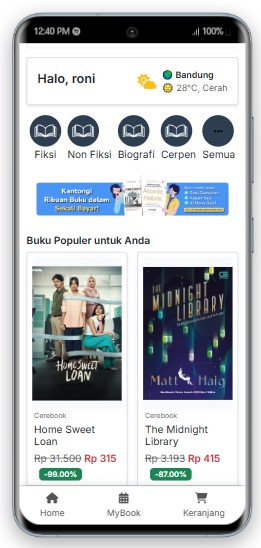 12:40 PM
100%
Halo, roni
Bandung
28°C, Cerah
Fiksi
Non Fiksi
Biografi
Cerpen
Semua
Kantongi
Ribuan Buku dalam
Sekali Bayar!
Buku Populer untuk Anda
HOME SWEET
LOAN
THE
MIDNIGHT
LIBRARY
Matt Haig
Cerebook
Home Sweet
Loan
Rp 31.500 Rp 315
-99.00%
Cerebook
The Midnight
Library
Rp 3.193 Rp 415
-87.00%
Home
MyBook
Keranjang